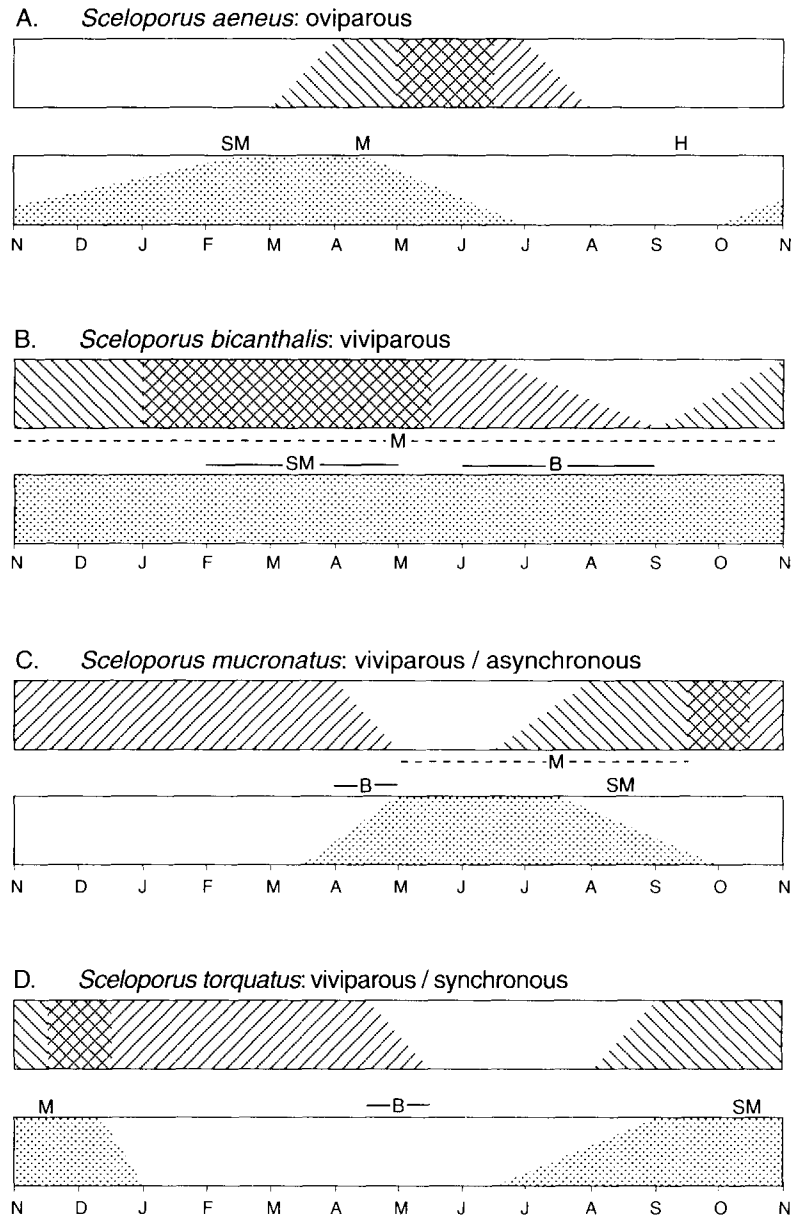 A. Sceloporus aeneus: oviparous
SM M H
N D J F M A M J J A S O N
B. Sceloporus bicanthalis: viviparous
M
SM B
N D J F M A M J J A S O N
C. Sceloporus mucronatus: viviparous / asynchronous
M
B SM
N D J F M A M J J A S O N
D. Sceloporus torquatus: viviparous / synchronous
M B SM
N D J F M A M J J A S O N